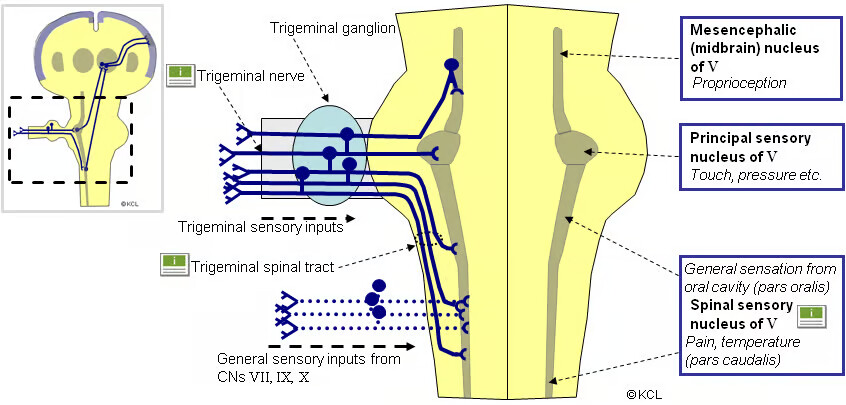 Trigeminal ganglion
Trigeminal nerve
Trigeminal sensory inputs
Trigeminal spinal tract
General sensory inputs from
CNs VII, IX, X
Mesencephalic
(midbrain) nucleus
of V
Proprioception
Principal sensory
nucleus of V
Touch, pressure etc.
General sensation from
oral cavity (pars oralis)
Spinal sensory
nucleus of V
Pain, temperature
(pars caudalis)
©KCL
©KCL
i
i
i